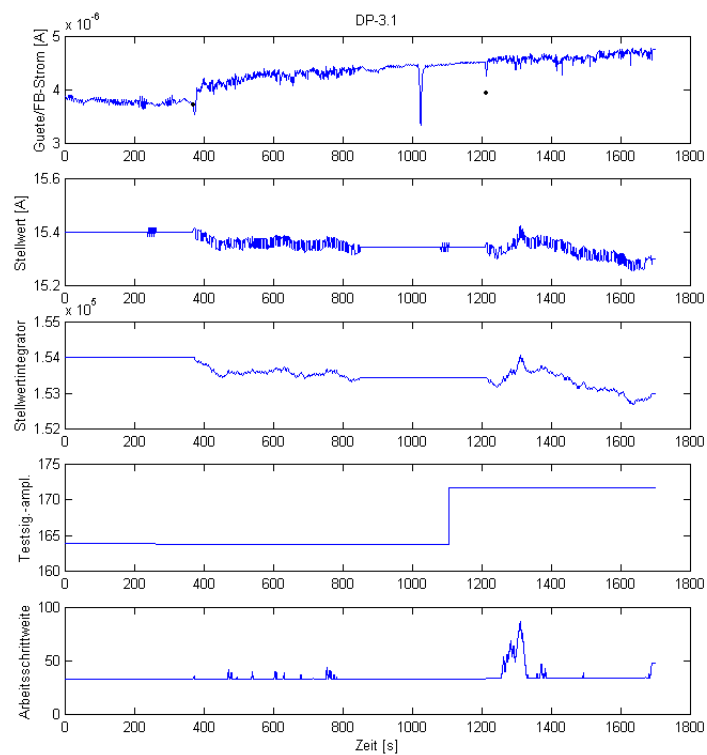 DP-3.1
x 10^-6
5
4
3
Guete/FB-Strom [A]
0 200 400 600 800 1000 1200 1400 1600 1800
15.6
15.4
15.2
Stellwert [A]
0 200 400 600 800 1000 1200 1400 1600 1800
x 10^5
1.55
1.54
1.53
1.52
Stellwertintegrator
0 200 400 600 800 1000 1200 1400 1600 1800
175
170
165
160
Testsig.-ampl.
0 200 400 600 800 1000 1200 1400 1600 1800
100
50
0
Arbeitsschrittweite
0 200 400 600 800 1000 1200 1400 1600 1800
Zeit [s]